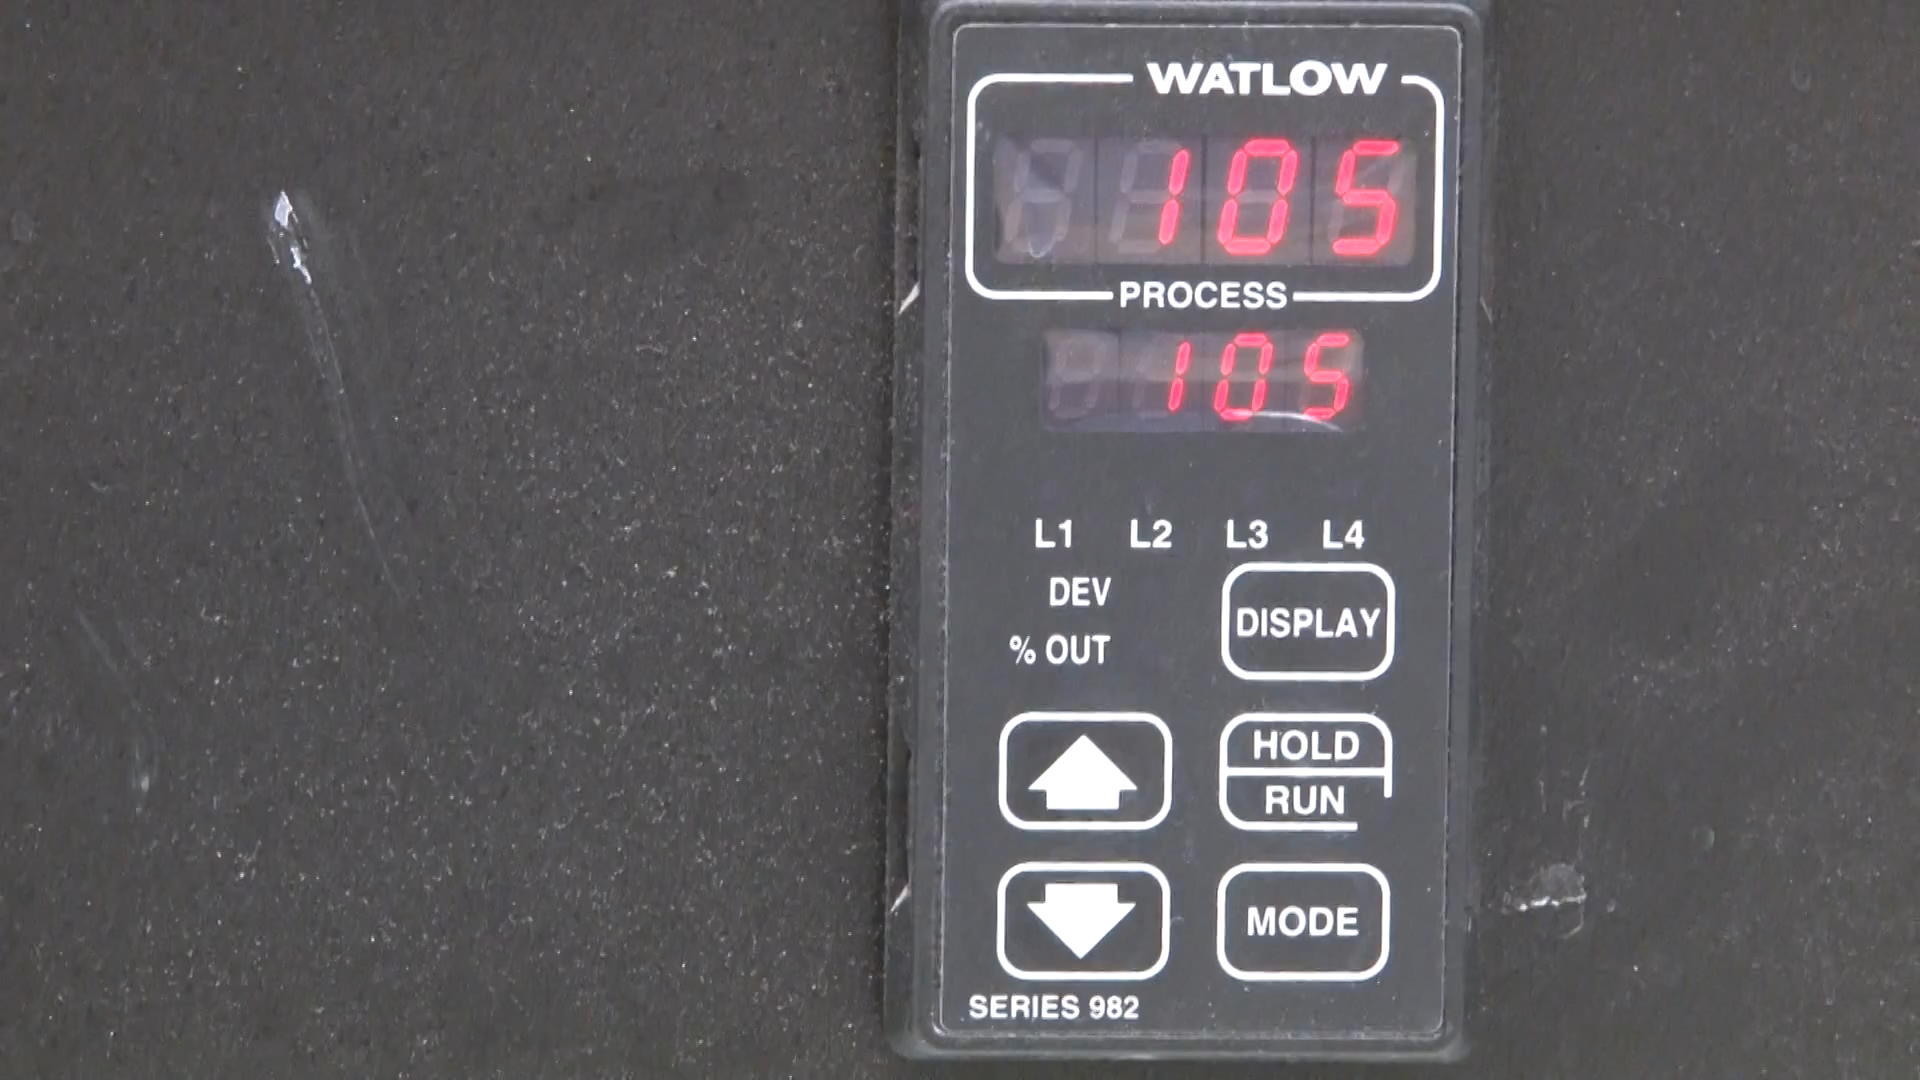 WATLOW
105
PROCESS
105
L1 L2 L3 L4
DEV
DISPLAY
% OUT
HOLD
RUN
MODE
SERIES 982